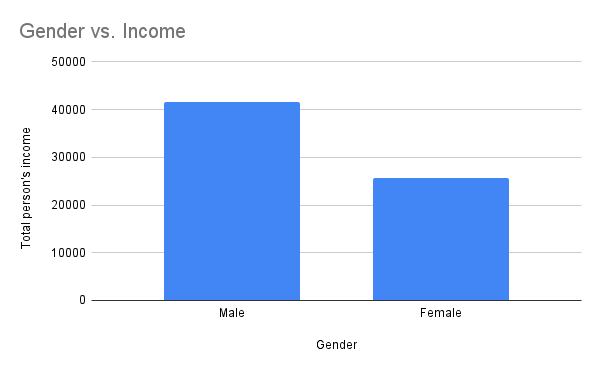 Gender vs. Income
50000
40000
30000
20000
10000
0
Total person's income
Male Female
Gender